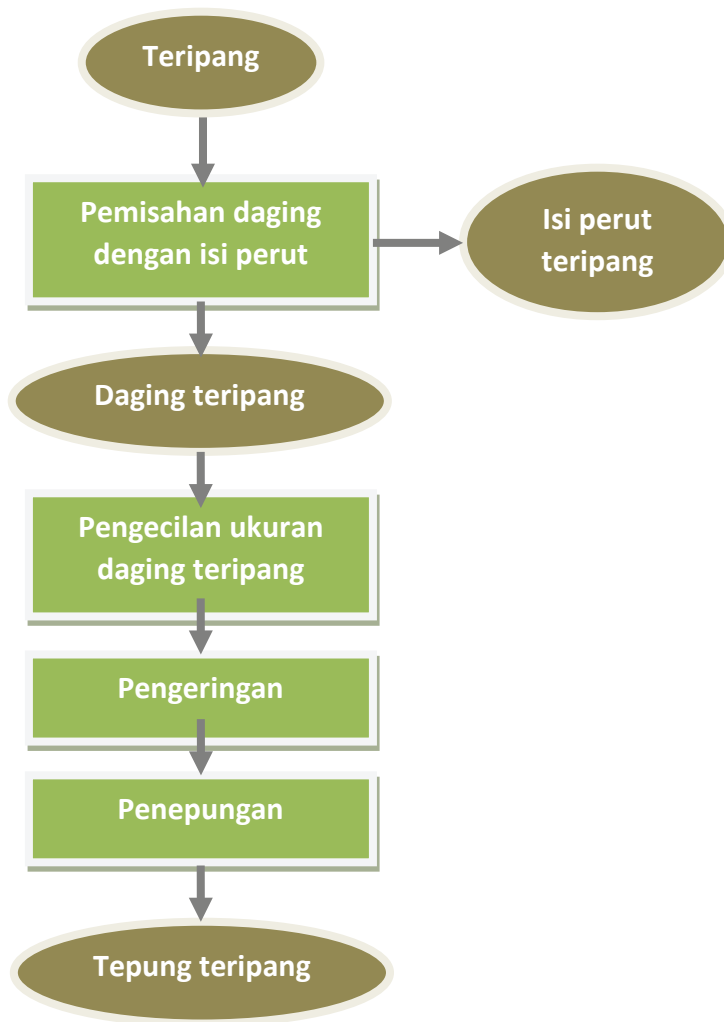 Teripang
Pemisahan daging
dengan isi perut
Isi perut
teripang
Daging teripang
Pengecilan ukuran
daging teripang
Pengeringan
Penepungan
Tepung teripang